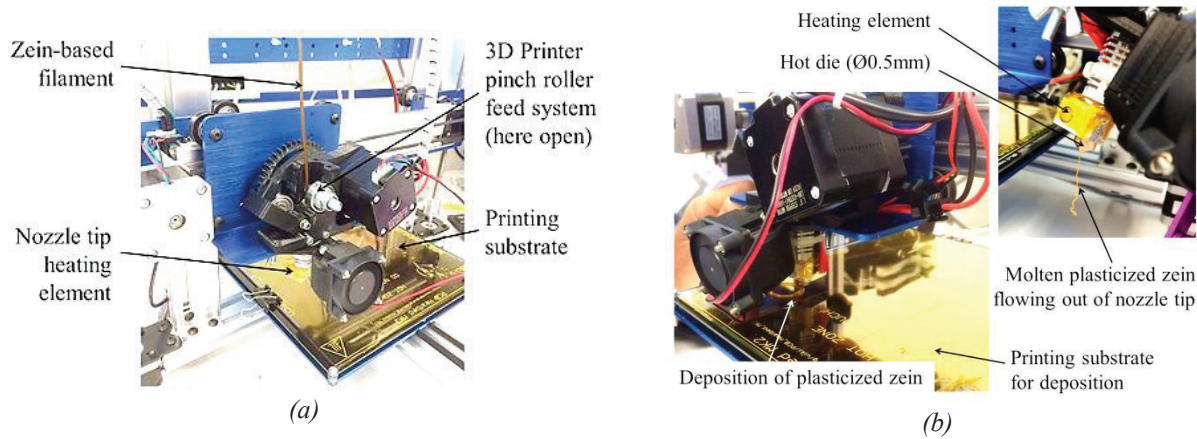 Zein-based
filament
3D Printer
pinch roller
feed system
(here open)
Nozzle tip
heating
element
Printing
substrate
(a)
Heating element
Hot die (Ø0.5mm)
Molten plasticized zein
flowing out of nozzle tip
Deposition of plasticized zein
Printing substrate
for deposition
(b)